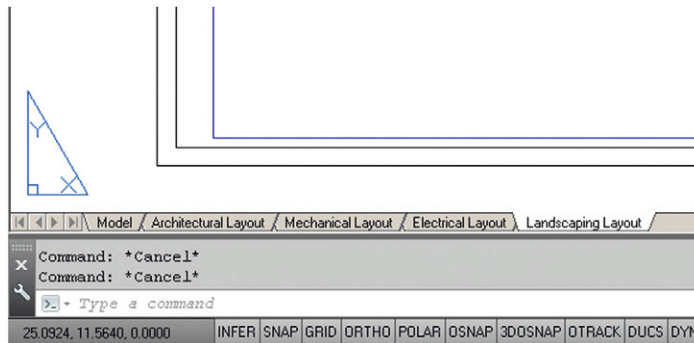 Y
X
Model Architectural Layout Mechanical Layout Electrical Layout Landscaping Layout
Command: *Cancel*
Command: *Cancel*
Type a command
25.0924, 11.5640, 0.0000 INFER SNAP GRID ORTHO POLAR OSNAP 3DOSNAP OTRACK DUCS DYN